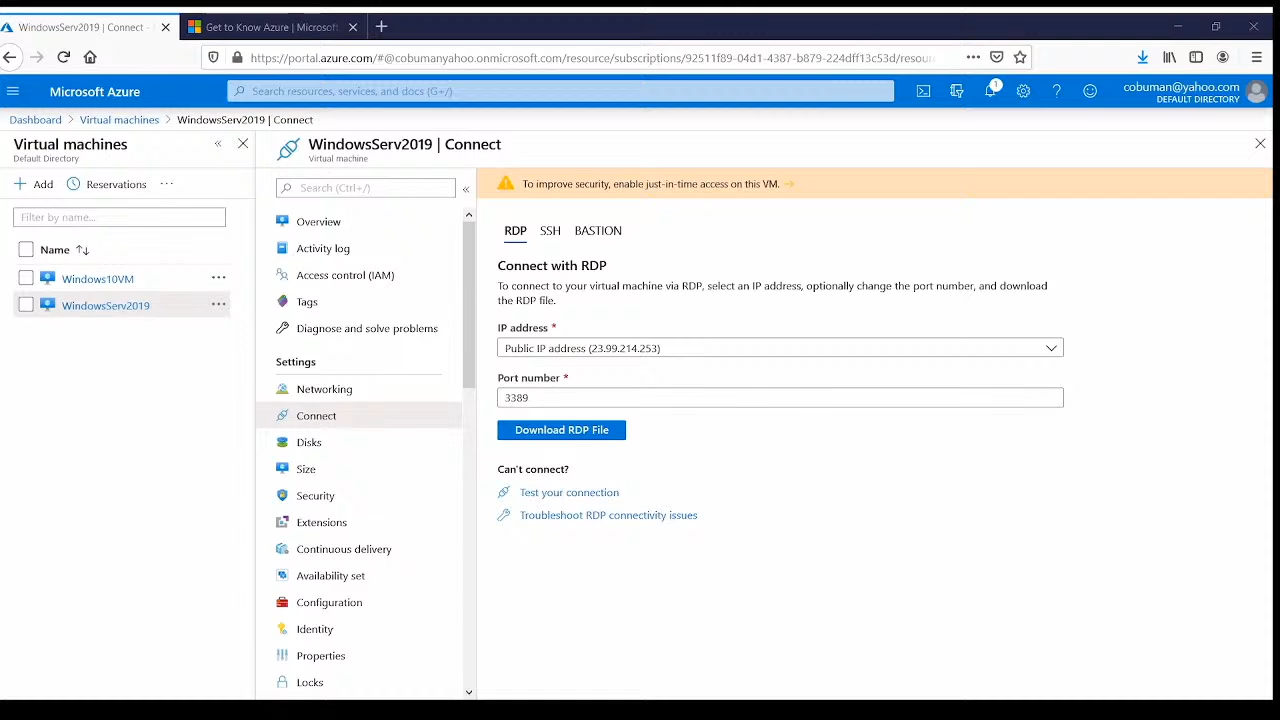 WindowsServ2019 | Connect -
Get to Know Azure | Microsoft
https://portal.azure.com/#@cobumanyahoo.onmicrosoft.com/resource/subscriptions/92511f89-04d1-4387-b879-224dff13c53d/resour
Microsoft Azure
Search resources, services, and docs (G+/)
1
cobuman@yahoo.com
DEFAULT DIRECTORY
Dashboard > Virtual machines > WindowsServ2019 | Connect
Virtual machines
Default Directory
Add
Reservations
Filter by name...
Name
Windows10VM
WindowsServ2019
WindowsServ2019 | Connect
Virtual machine
Search (Ctrl+/)
Overview
Activity log
Access control (IAM)
Tags
Diagnose and solve problems
Settings
Networking
Connect
Disks
Size
Security
Extensions
Continuous delivery
Availability set
Configuration
Identity
Properties
Locks
To improve security, enable just-in-time access on this VM. →
RDP SSH BASTION
Connect with RDP
To connect to your virtual machine via RDP, select an IP address, optionally change the port number, and download
the RDP file.
IP address *
Public IP address (23.99.214.253)
Port number *
3389
Download RDP File
Can't connect?
Test your connection
Troubleshoot RDP connectivity issues